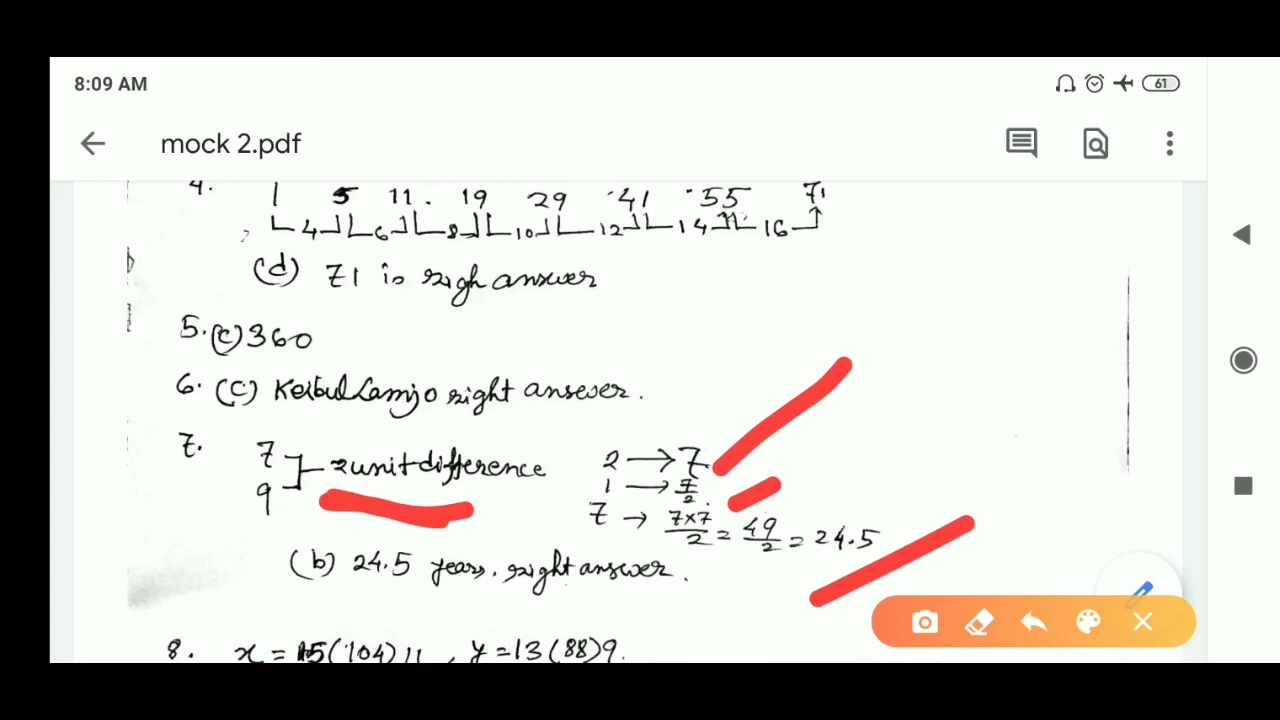 8:09 AM
61
mock 2.pdf
4. 1 5 11. 19 29 41 55 71
4 6 8 10 12 14 16
(d) 71 is righ answer
5. (c) 360
6. (c) KeibulLamjo right answer.
7. 7
9
2 unit difference
2 → 7
1 → 7/2
7 → 7×7/2 = 49/2 = 24.5
(b) 24.5 years. right answer.
8. x = 15(104)11, y = 13(88)9.